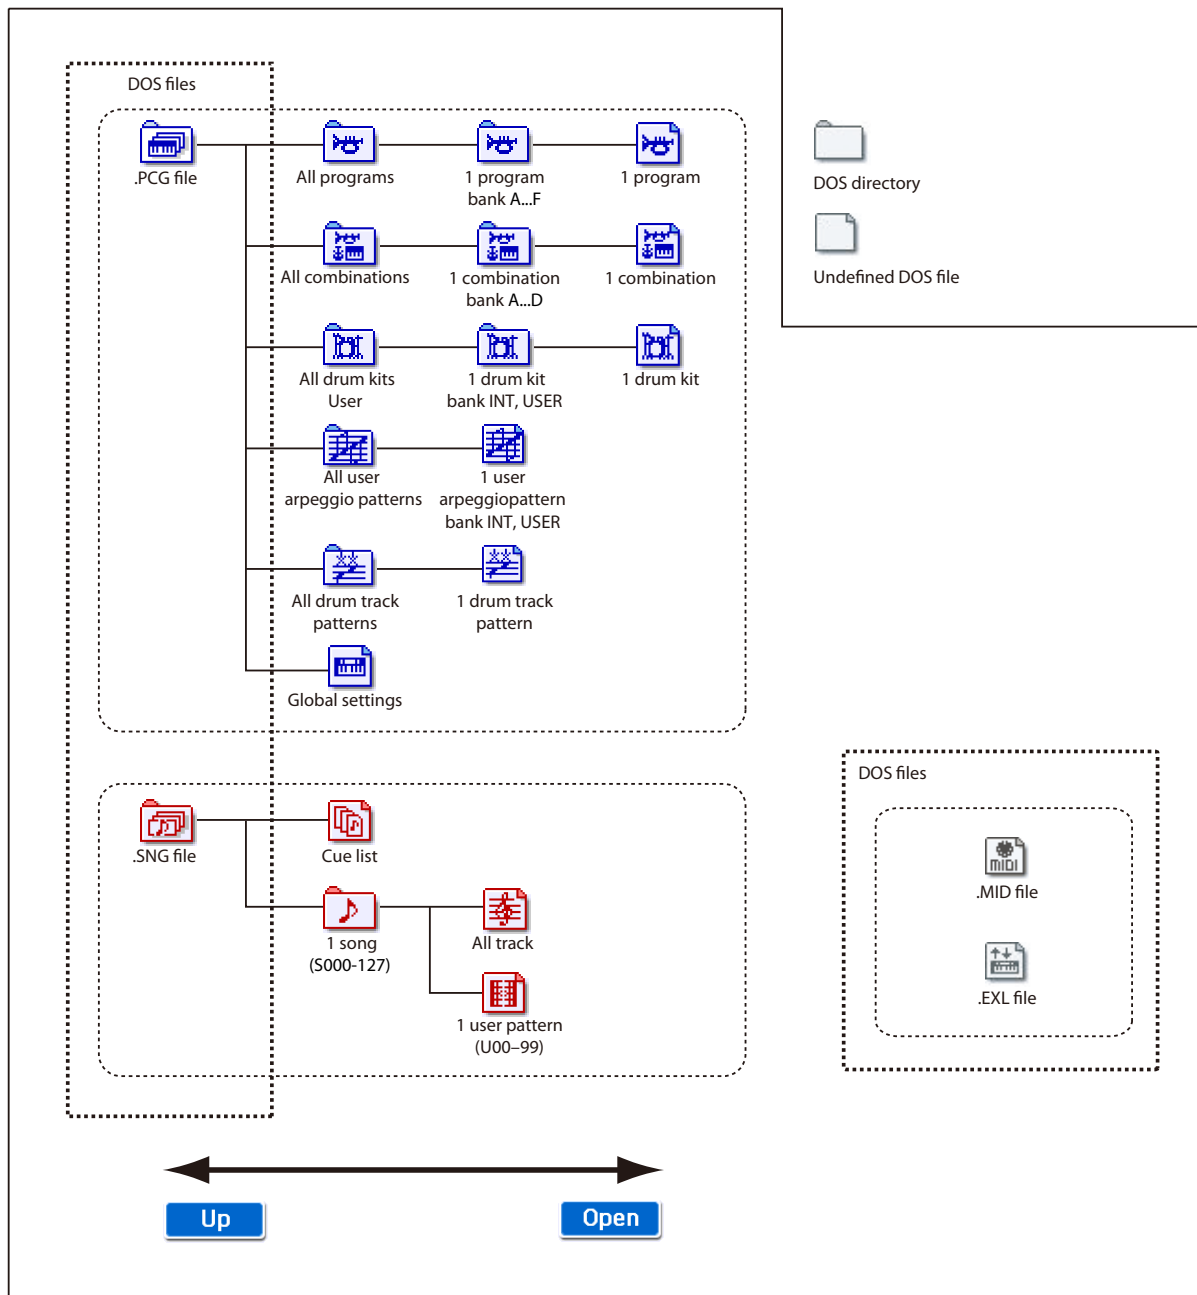 DOS files
.PCG file
All programs
1 program
bank A...F
1 program
All combinations
1 combination
bank A...D
1 combination
All drum kits
User
1 drum kit
bank INT, USER
1 drum kit
All user
arpeggio patterns
1 user
arpeggiopattern
bank INT, USER
All drum track
patterns
1 drum track
pattern
Global settings
.SNG file
Cue list
1 song
(S000-127)
All track
1 user pattern
(U00–99)
DOS directory
Undefined DOS file
DOS files
MIDI
.MID file
.EXL file
Up
Open